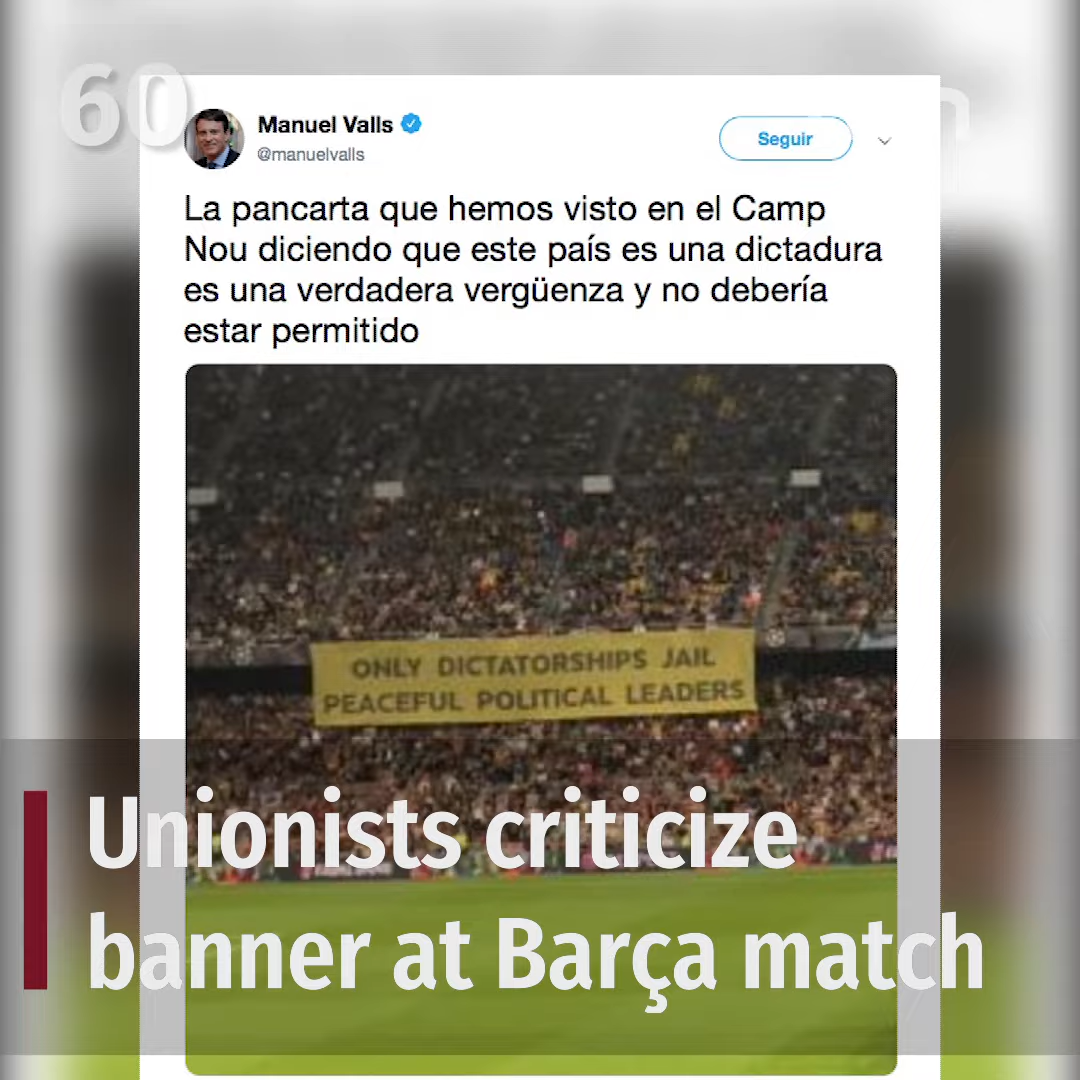 60
Manuel Valls
@manuelvalls
Seguir
La pancarta que hemos visto en el Camp
Nou diciendo que este país es una dictadura
es una verdadera vergüenza y no debería
estar permitido
ONLY DICTATORSHIPS JAIL
PEACEFUL POLITICAL LEADERS
Unionists criticize
banner at Barça match